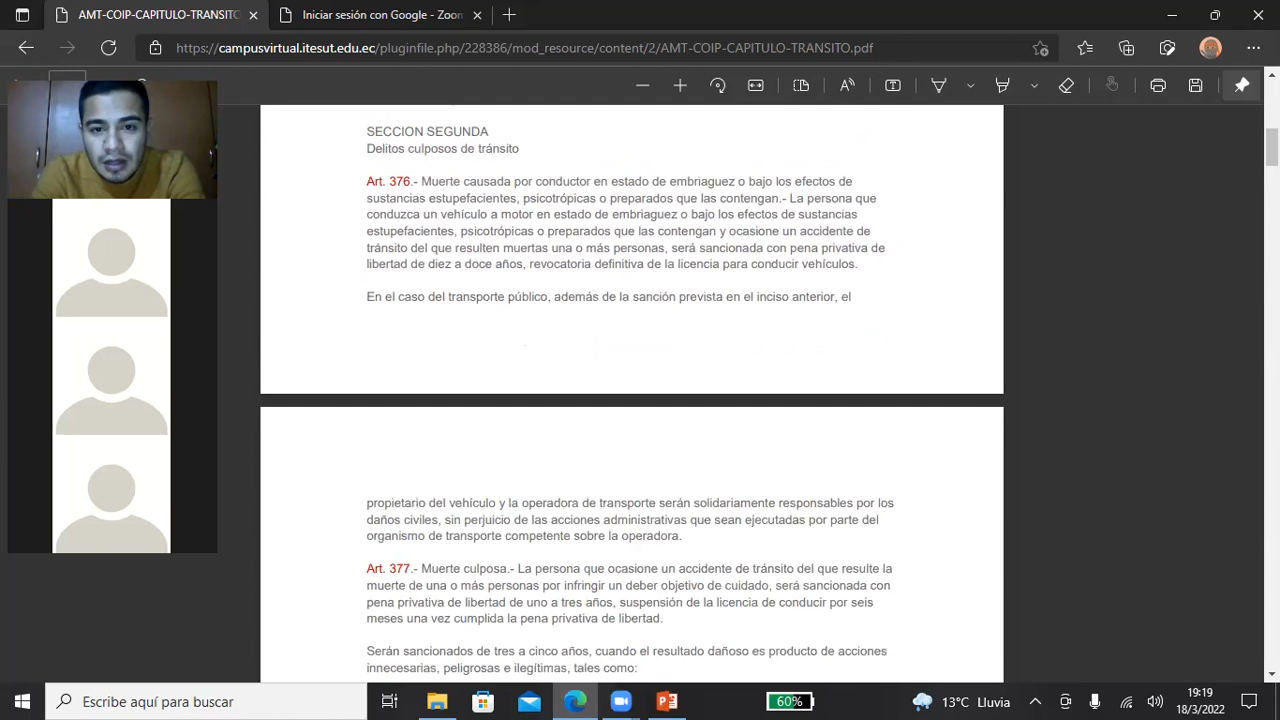 AMT-COIP-CAPITULO-TRANSITO
Iniciar sesión con Google - Zoom
https://campusvirtual.itesut.edu.ec/pluginfile.php/228386/mod_resource/content/2/AMT-COIP-CAPITULO-TRANSITO.pdf
SECCION SEGUNDA
Delitos culposos de tránsito
Art. 376.- Muerte causada por conductor en estado de embriaguez o bajo los efectos de
sustancias estupefacientes, psicotrópicas o preparados que las contengan.- La persona que
conduzca un vehículo a motor en estado de embriaguez o bajo los efectos de sustancias
estupefacientes, psicotrópicas o preparados que las contengan y ocasione un accidente de
tránsito del que resulten muertas una o más personas, será sancionada con pena privativa de
libertad de diez a doce años, revocatoria definitiva de la licencia para conducir vehículos.
En el caso del transporte público, además de la sanción prevista en el inciso anterior, el
propietario del vehículo y la operadora de transporte serán solidariamente responsables por los
daños civiles, sin perjuicio de las acciones administrativas que sean ejecutadas por parte del
organismo de transporte competente sobre la operadora.
Art. 377.- Muerte culposa.- La persona que ocasione un accidente de tránsito del que resulte la
muerte de una o más personas por infringir un deber objetivo de cuidado, será sancionada con
pena privativa de libertad de uno a tres años, suspensión de la licencia de conducir por seis
meses una vez cumplida la pena privativa de libertad.
Serán sancionados de tres a cinco años, cuando el resultado dañoso es producto de acciones
innecesarias, peligrosas e ilegítimas, tales como:
Escribe aquí para buscar
60%
13°C Lluvia
19:19
18/3/2022